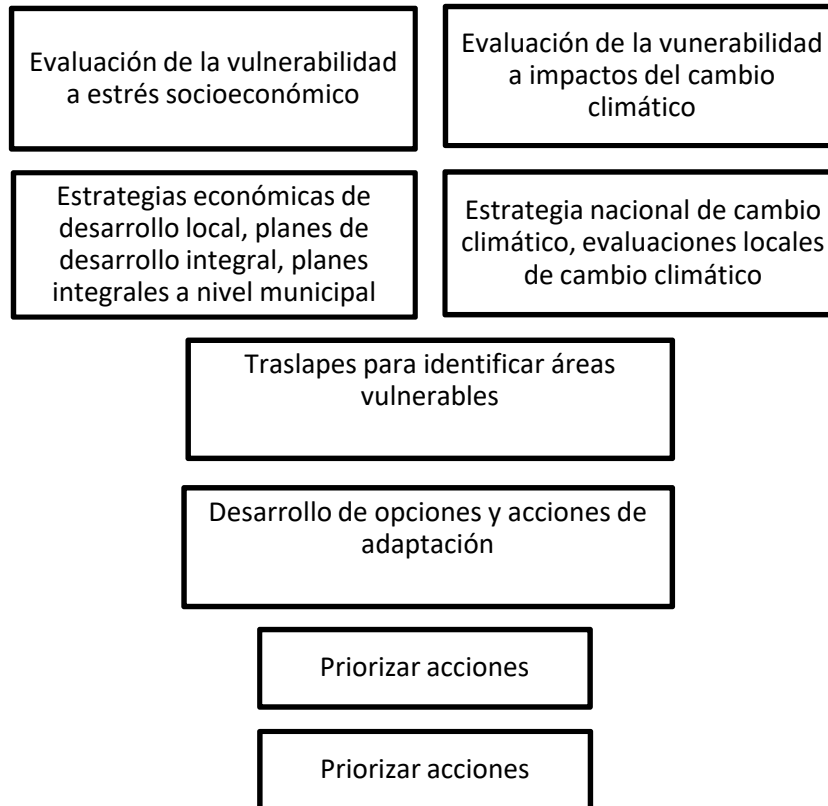 Evaluación de la vulnerabilidad
a estrés socioeconómico
Evaluación de la vunerabilidad
a impactos del cambio
climático
Estrategias económicas de
desarrollo local, planes de
desarrollo integral, planes
integrales a nivel municipal
Estrategia nacional de cambio
climático, evaluaciones locales
de cambio climático
Traslapes para identificar áreas
vulnerables
Desarrollo de opciones y acciones de
adaptación
Priorizar acciones
Priorizar acciones